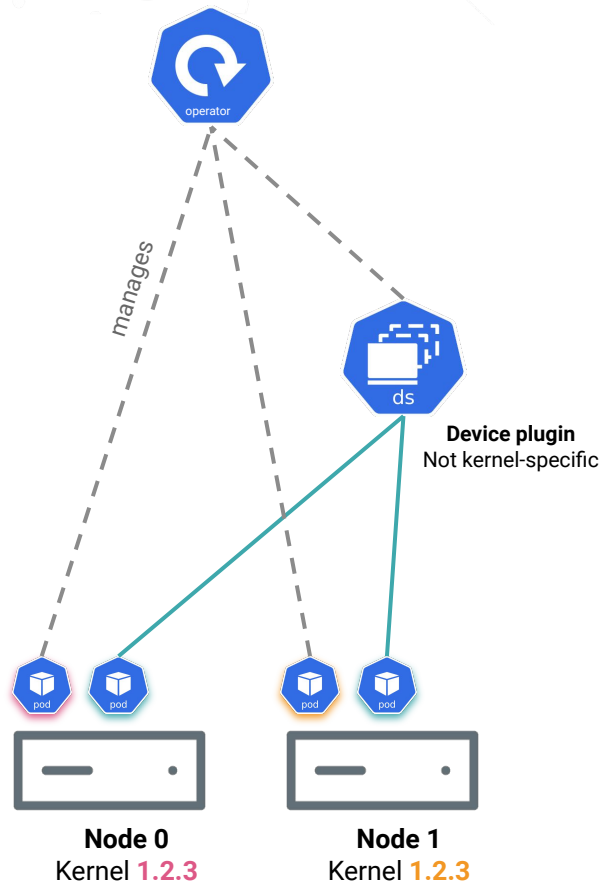 operator
manages
ds
Device plugin
Not kernel-specific
pod
pod
pod
pod
Node 0
Kernel 1.2.3
Node 1
Kernel 1.2.3